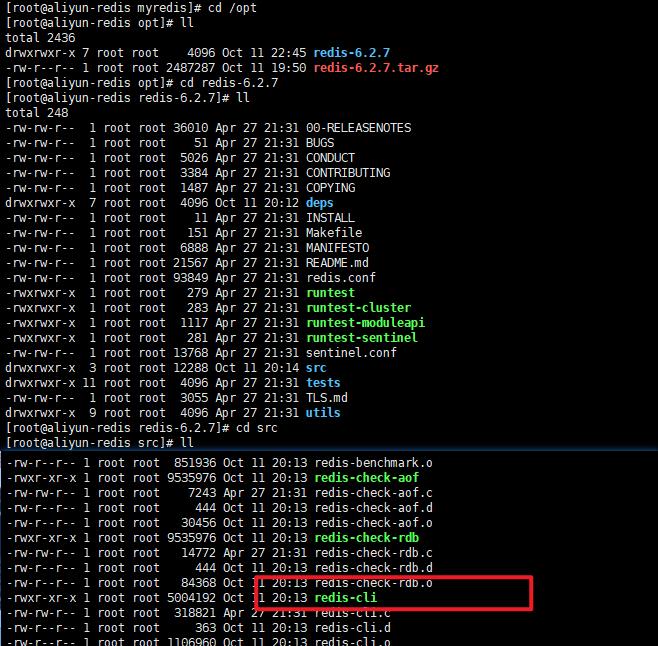 [root@aliyun-redis myredis]# cd /opt
[root@aliyun-redis opt]# ll
total 2436
drwxrwxr-x 7 root root    4096 Oct 11 22:45 redis-6.2.7
-rw-r--r-- 1 root root 2487287 Oct 11 19:50 redis-6.2.7.tar.gz
[root@aliyun-redis opt]# cd redis-6.2.7
[root@aliyun-redis redis-6.2.7]# ll
total 248
-rw-rw-r--  1 root root 36010 Apr 27 21:31 00-RELEASENOTES
-rw-rw-r--  1 root root    51 Apr 27 21:31 BUGS
-rw-rw-r--  1 root root  5026 Apr 27 21:31 CONDUCT
-rw-rw-r--  1 root root  3384 Apr 27 21:31 CONTRIBUTING
-rw-rw-r--  1 root root  1487 Apr 27 21:31 COPYING
drwxrwxr-x  7 root root  4096 Oct 11 20:12 deps
-rw-rw-r--  1 root root    11 Apr 27 21:31 INSTALL
-rw-rw-r--  1 root root   151 Apr 27 21:31 Makefile
-rw-rw-r--  1 root root  6888 Apr 27 21:31 MANIFESTO
-rw-rw-r--  1 root root 21567 Apr 27 21:31 README.md
-rw-rw-r--  1 root root 93849 Apr 27 21:31 redis.conf
-rwxrwxr-x  1 root root   279 Apr 27 21:31 runtest
-rwxrwxr-x  1 root root   283 Apr 27 21:31 runtest-cluster
-rwxrwxr-x  1 root root  1117 Apr 27 21:31 runtest-moduleapi
-rwxrwxr-x  1 root root   281 Apr 27 21:31 runtest-sentinel
-rw-rw-r--  1 root root 13768 Apr 27 21:31 sentinel.conf
drwxrwxr-x  3 root root 12288 Oct 11 20:14 src
drwxrwxr-x 11 root root  4096 Apr 27 21:31 tests
-rw-rw-r--  1 root root  3055 Apr 27 21:31 TLS.md
drwxrwxr-x  9 root root  4096 Apr 27 21:31 utils
[root@aliyun-redis redis-6.2.7]# cd src
[root@aliyun-redis src]# ll
-rw-r--r-- 1 root root  851936 Oct 11 20:13 redis-benchmark.o
-rwxr-xr-x 1 root root 9535976 Oct 11 20:13 redis-check-aof
-rw-rw-r-- 1 root root    7243 Apr 27 21:31 redis-check-aof.c
-rw-r--r-- 1 root root     444 Oct 11 20:13 redis-check-aof.d
-rw-r--r-- 1 root root   30456 Oct 11 20:13 redis-check-aof.o
-rwxr-xr-x 1 root root 9535976 Oct 11 20:13 redis-check-rdb
-rw-rw-r-- 1 root root   14772 Apr 27 21:31 redis-check-rdb.c
-rw-r--r-- 1 root root     444 Oct 11 20:13 redis-check-rdb.d
-rw-r--r-- 1 root root   84368 Oct 11 20:13 redis-check-rdb.o
-rwxr-xr-x 1 root root 5004192 Oct 11 20:13 redis-cli
-rw-rw-r-- 1 root root  318821 Apr 27 21:31 redis-cli.c
-rw-r--r-- 1 root root     363 Oct 11 20:13 redis-cli.d
-rw-r--r-- 1 root root 1106960 Oct 11 20:13 redis-cli.o